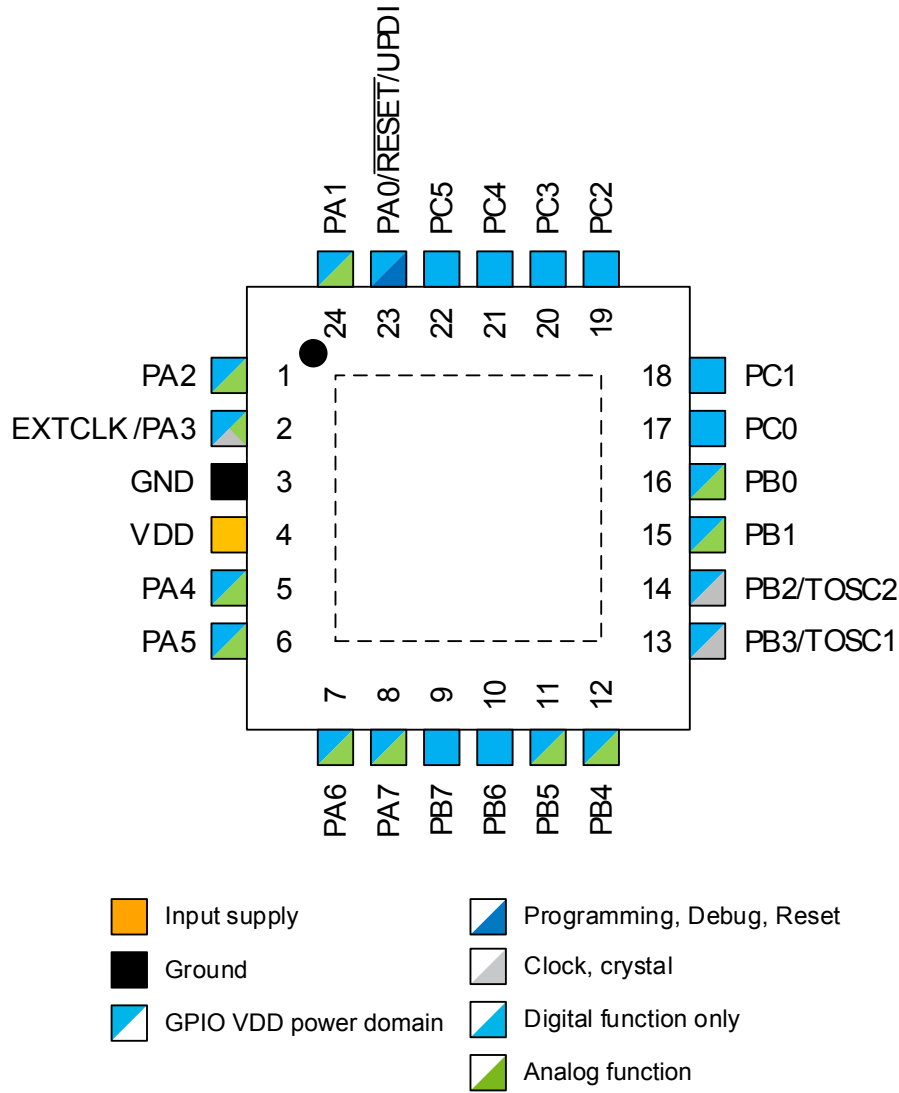 PA1
PA0/RESET/UPDI
PC5
PC4
PC3
PC2
24
23
22
21
20
19
PA2 1
EXTCLK/PA3 2
GND 3
VDD 4
PA4 5
PA5 6
18 PC1
17 PC0
16 PB0
15 PB1
14 PB2/TOSC2
13 PB3/TOSC1
7
8
9
10
11
12
PA6
PA7
PB7
PB6
PB5
PB4
Input supply
Ground
GPIO VDD power domain
Programming, Debug, Reset
Clock, crystal
Digital function only
Analog function